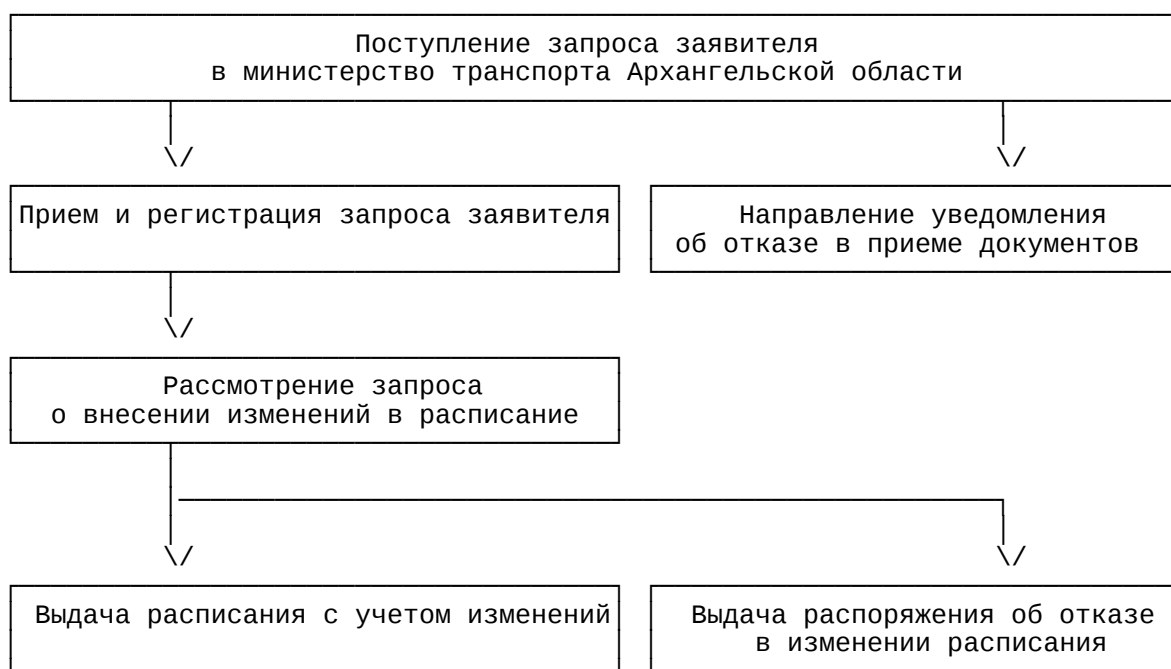 Поступление запроса заявителя
в министерство транспорта Архангельской области
Прием и регистрация запроса заявителя
Направление уведомления
об отказе в приеме документов
Рассмотрение запроса
о внесении изменений в расписание
Выдача расписания с учетом изменений
Выдача распоряжения об отказе
в изменении расписания